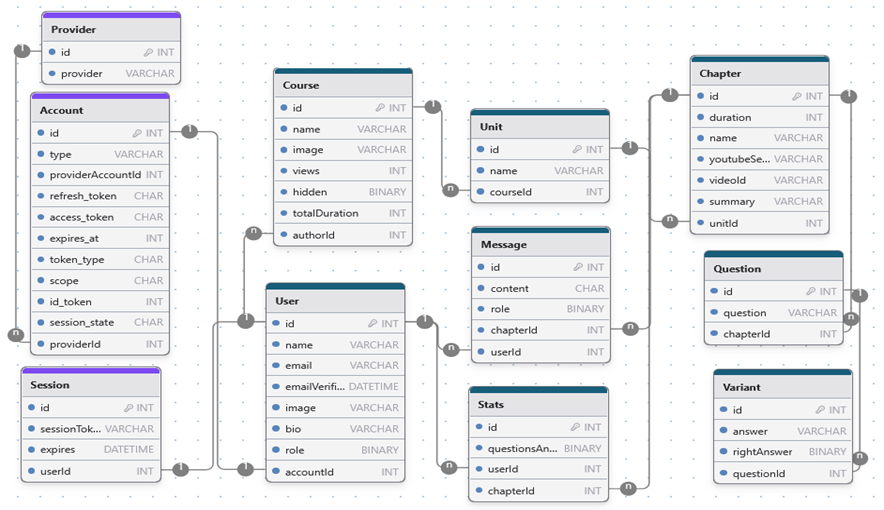 Provider
id INT
provider VARCHAR
Account
id INT
type VARCHAR
providerAccountId INT
refresh_token CHAR
access_token CHAR
expires_at INT
token_type CHAR
scope CHAR
id_token INT
session_state CHAR
providerId INT
Session
id INT
sessionTok... VARCHAR
expires DATETIME
userId INT
Course
id INT
name VARCHAR
image VARCHAR
views INT
hidden BINARY
totalDuration INT
authorId INT
User
id INT
name VARCHAR
email VARCHAR
emailVerifi... DATETIME
image VARCHAR
bio VARCHAR
role BINARY
accountId INT
Unit
id INT
name VARCHAR
courseId INT
Message
id INT
content CHAR
role BINARY
chapterId INT
userId INT
Stats
id INT
questionsAn... BINARY
userId INT
chapterId INT
Chapter
id INT
duration INT
name VARCHAR
youtubeSe... VARCHAR
videoId VARCHAR
summary VARCHAR
unitId INT
Question
id INT
question VARCHAR
chapterId INT
Variant
id INT
answer VARCHAR
rightAnswer BINARY
questionId INT
1
n
1
1
1
n
1
1
n
1
n
n
n
1
n
n
1
1
n
1
n
1
n